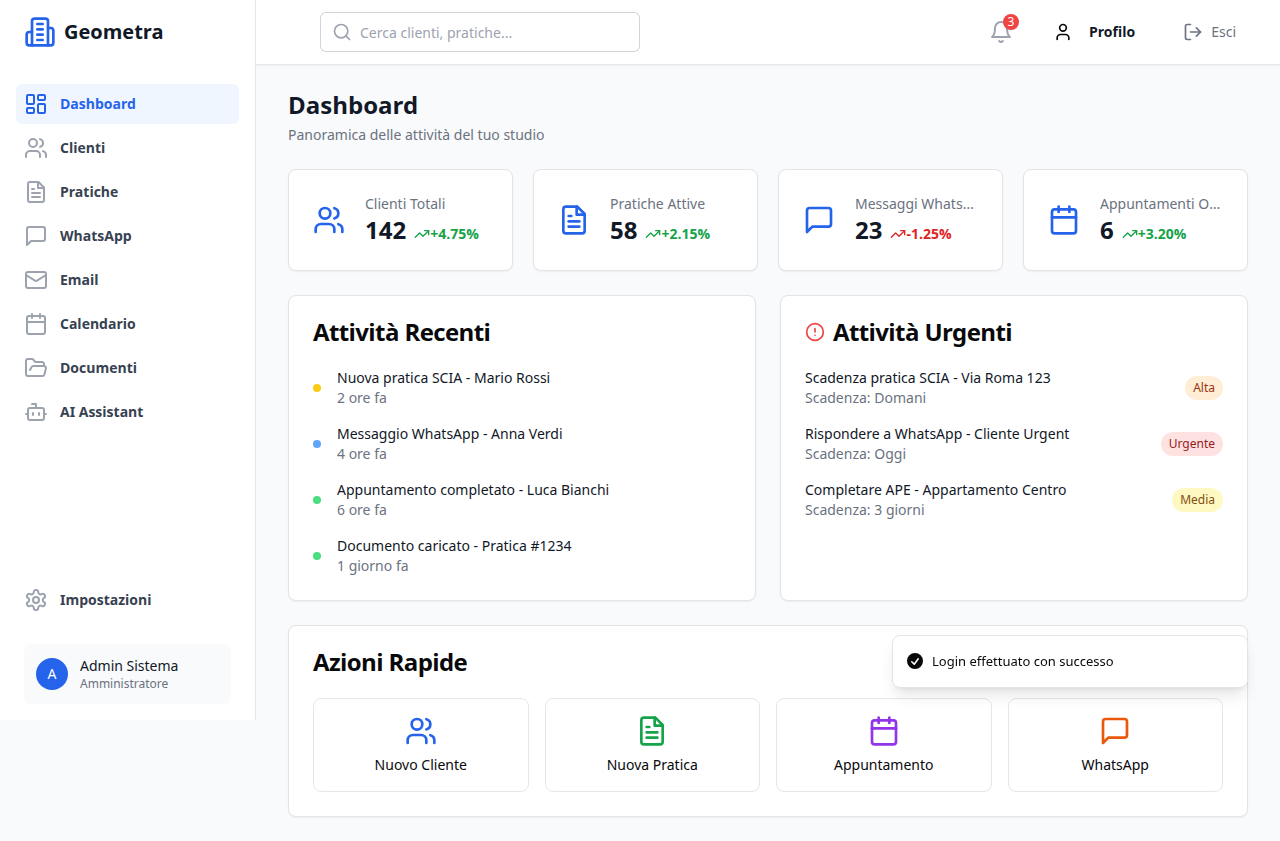 Geometra
Cerca clienti, pratiche...
3
Profilo
Esci
Dashboard
Clienti
Pratiche
WhatsApp
Email
Calendario
Documenti
AI Assistant
Impostazioni
A
Admin Sistema
Amministratore
Dashboard
Panoramica delle attività del tuo studio
Clienti Totali
142 +4.75%
Pratiche Attive
58 +2.15%
Messaggi Whats...
23 -1.25%
Appuntamenti O...
6 +3.20%
Attività Recenti
Nuova pratica SCIA - Mario Rossi
2 ore fa
Messaggio WhatsApp - Anna Verdi
4 ore fa
Appuntamento completato - Luca Bianchi
6 ore fa
Documento caricato - Pratica #1234
1 giorno fa
Attività Urgenti
Scadenza pratica SCIA - Via Roma 123
Scadenza: Domani
Alta
Rispondere a WhatsApp - Cliente Urgent
Scadenza: Oggi
Urgente
Completare APE - Appartamento Centro
Scadenza: 3 giorni
Media
Azioni Rapide
Login effettuato con successo
Nuovo Cliente
Nuova Pratica
Appuntamento
WhatsApp